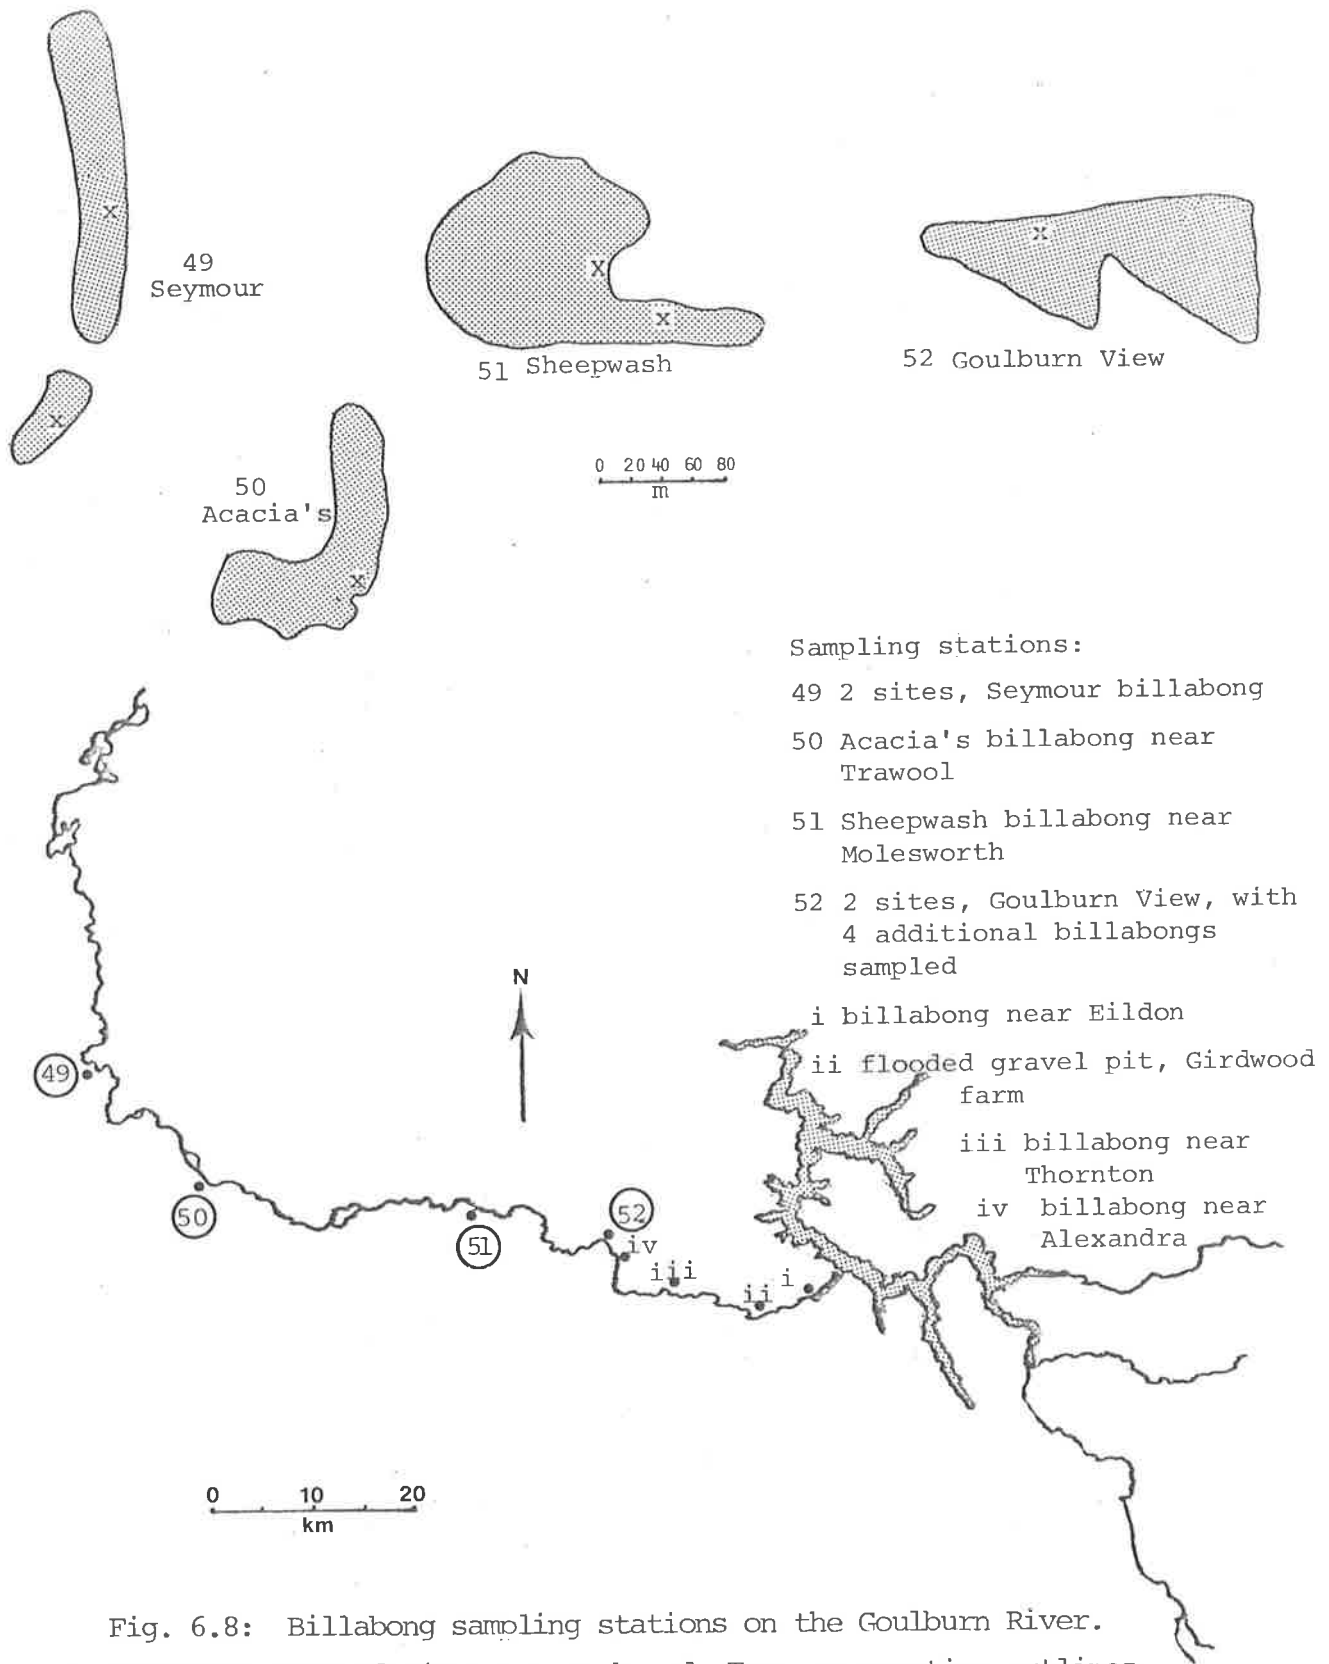 49
Seymour
51 Sheepwash
52 Goulburn View
50
Acacia's
0 20 40 60 80
m
x
x
X
x
x
x
Sampling stations:
49 2 sites, Seymour billabong
50 Acacia's billabong near
Trawool
51 Sheepwash billabong near
Molesworth
52 2 sites, Goulburn View, with
4 additional billabongs
sampled
i billabong near Eildon
ii flooded gravel pit, Girdwood
farm
iii billabong near
Thornton
iv billabong near
Alexandra
N
49
50
51
52
iv
iii
ii
i
0 10 20
km
Fig. 6.8: Billabong sampling stations on the Goulburn River.